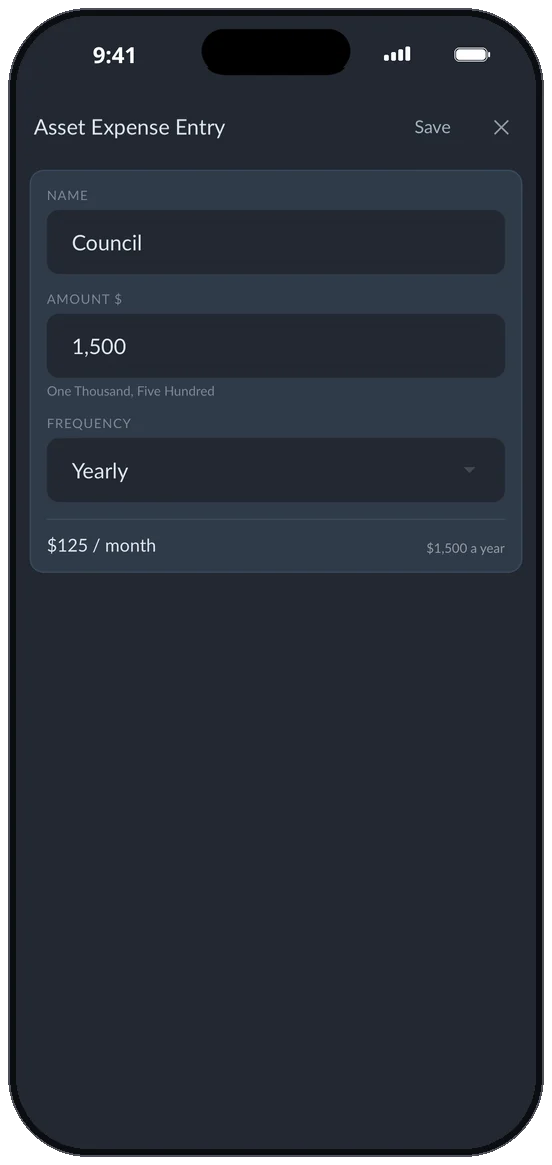 9:41
Asset Expense Entry
Save
NAME
Council
AMOUNT $
1,500
One Thousand, Five Hundred
FREQUENCY
Yearly
$125 / month
$1,500 a year